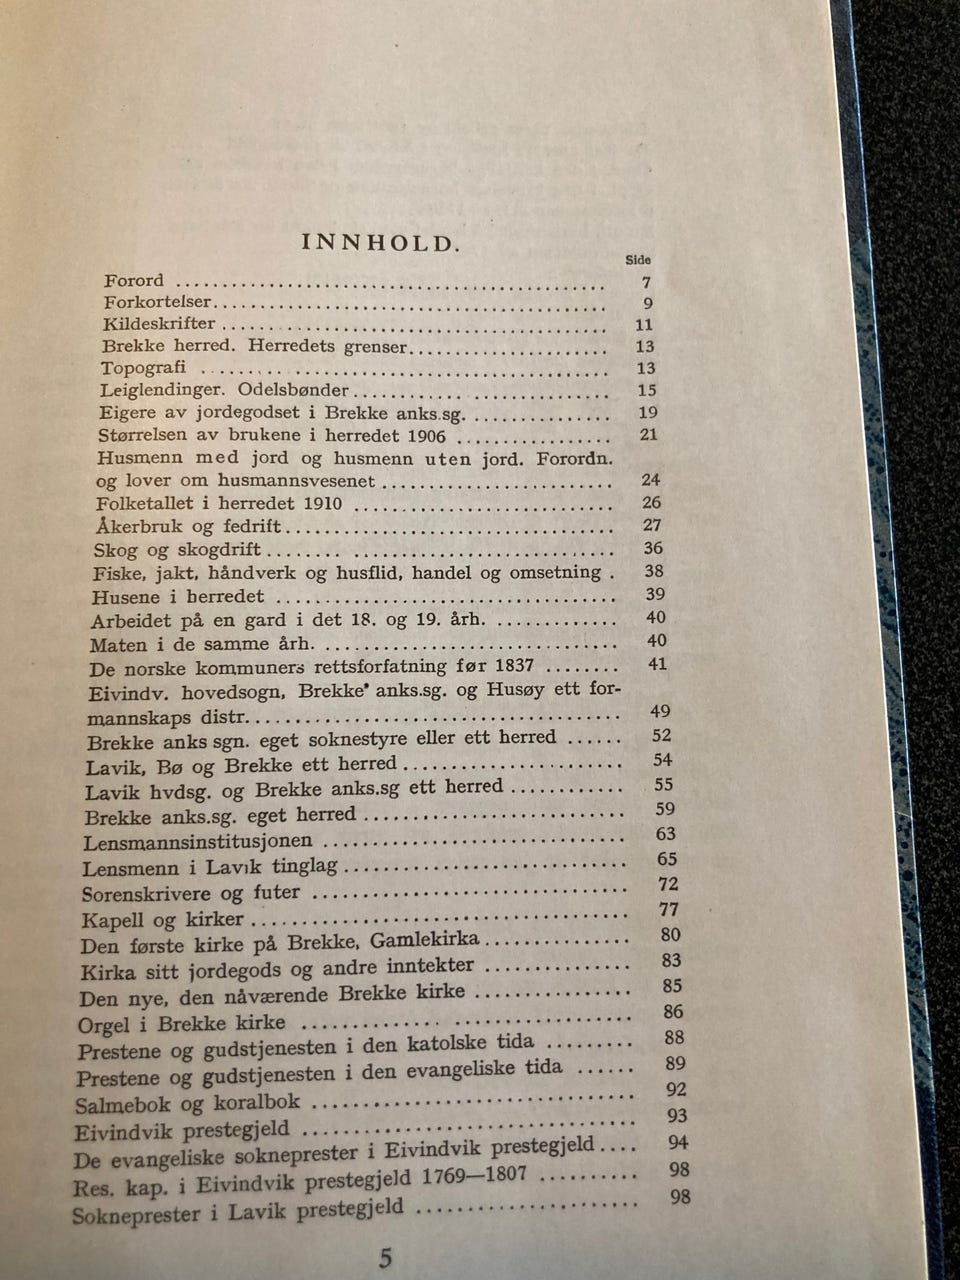 INNHOLD.
Side
Forord ........................................ 7
Forkortelser........................................ 9
Kildeskrifter ........................................ 11
Brekke herred. Herredets grenser...................... 13
Topografi ........................................ 13
Leiglendinger. Odelsbønder............................ 15
Eigere av jordegodset i Brekke anks.sg. ............... 19
Størrelsen av brukene i herredet 1906 ................. 21
Husmenn med jord og husmenn uten jord. Forordn.
og lover om husmannsvesenet .......................... 24
Folketallet i herredet 1910 .......................... 26
Åkerbruk og fedrift................................... 27
Skog og skogdrift..................................... 36
Fiske, jakt, håndverk og husflid, handel og omsetning . 38
Husene i herredet .................................... 39
Arbeidet på en gard i det 18. og 19. årh. ............. 40
Maten i de samme årh. ................................ 40
De norske kommuners rettsforfatning før 1837 ........ 41
Eivindv. hovedsogn, Brekke' anks.sg. og Husøy ett for-
mannskaps distr....................................... 49
Brekke anks sgn. eget soknestyre eller ett herred ...... 52
Lavik, Bø og Brekke ett herred ....................... 54
Lavik hvdsg. og Brekke anks.sg ett herred ............ 55
Brekke anks.sg. eget herred .......................... 59
Lensmannsinstitusjonen ............................... 63
Lensmenn i Lavik tinglag ............................. 65
Sorenskrivere og futer ............................... 72
Kapell og kirker ..................................... 77
Den første kirke på Brekke, Gamlekirka............... 80
Kirka sitt jordegods og andre inntekter ............... 83
Den nye, den nåværende Brekke kirke ................ 85
Orgel i Brekke kirke ................................. 86
Prestene og gudstjenesten i den katolske tida ......... 88
Prestene og gudstjenesten i den evangeliske tida ...... 89
Salmebok og koralbok ................................. 92
Eivindvik prestegjeld ................................ 93
De evangeliske sokneprester i Eivindvik prestegjeld.... 94
Res. kap. i Eivindvik prestegjeld 1769—1807 .......... 98
Sokneprester i Lavik prestegjeld ...................... 98
5